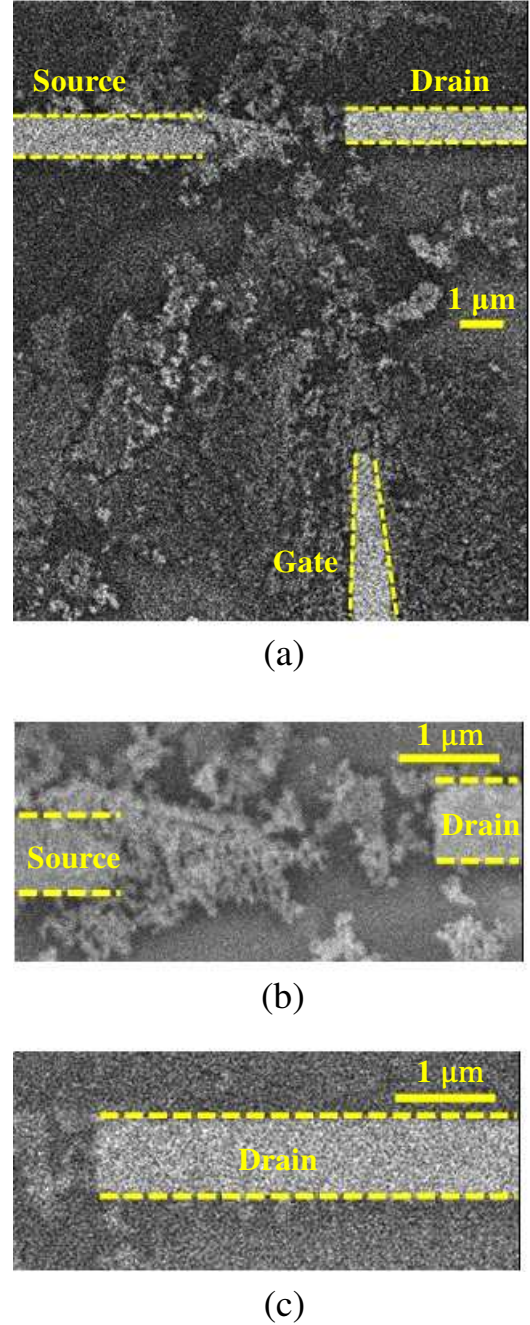 Source
Drain
1 μm
Gate
(a)
1 μm
Drain
Source
(b)
1 μm
Drain
(c)